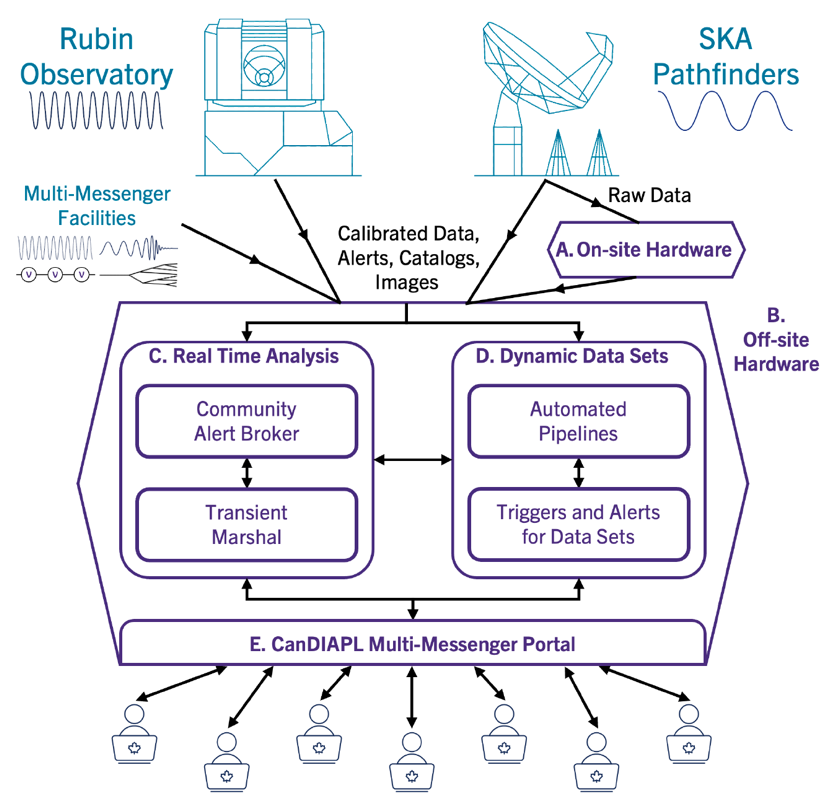 Rubin
Observatory
SKA
Pathfinders
Multi-Messenger
Facilities
V V V
Raw Data
Calibrated Data,
Alerts, Catalogs,
Images
A. On-site Hardware
B.
Off-site
Hardware
C. Real Time Analysis
Community
Alert Broker
Transient
Marshal
D. Dynamic Data Sets
Automated
Pipelines
Triggers and Alerts
for Data Sets
E. CanDIAPL Multi-Messenger Portal